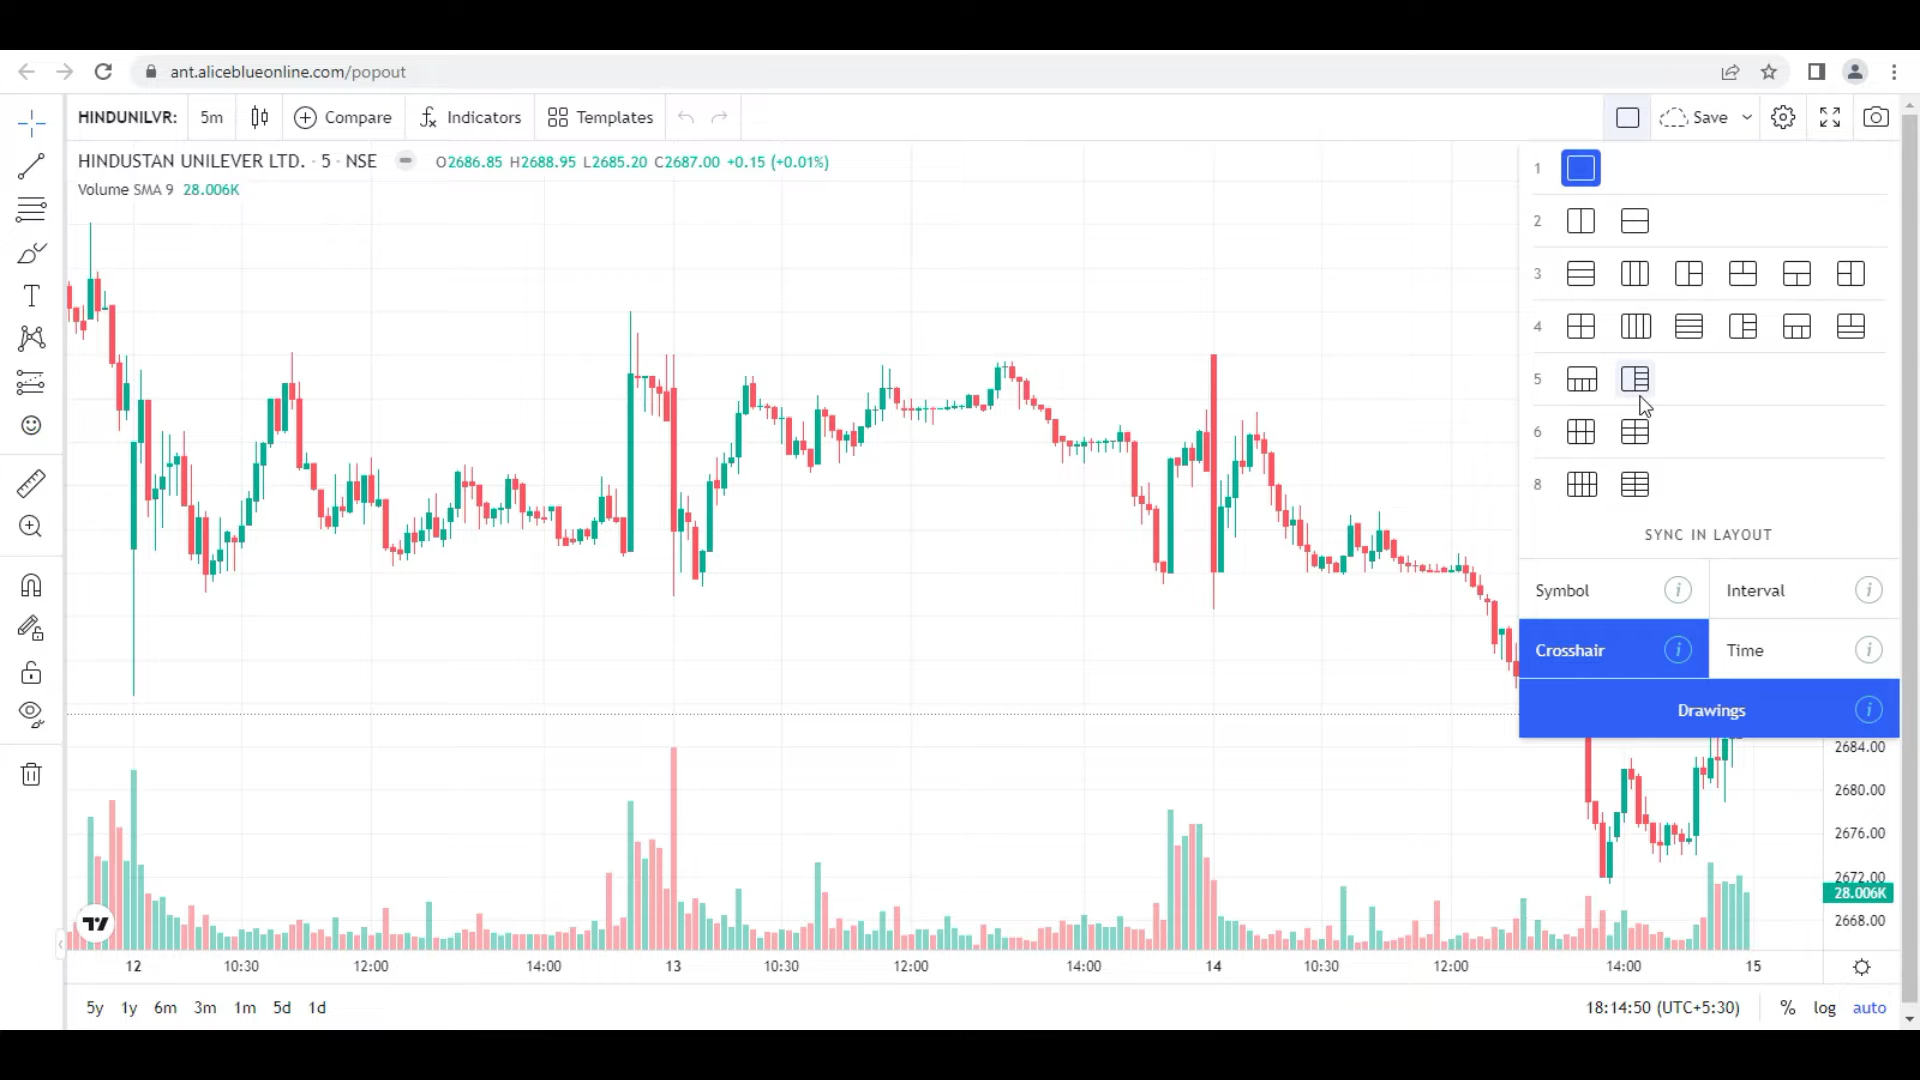 ant.aliceblueonline.com/popout
HINDUNILVR: 5m Compare Indicators Templates Save
HINDUSTAN UNILEVER LTD. · 5 · NSE O2686.85 H2688.95 L2685.20 C2687.00 +0.15 (+0.01%)
Volume SMA 9 28.006K
1
2
3
4
5
6
8
SYNC IN LAYOUT
Symbol i Interval i
Crosshair i Time i
Drawings i
2684.00
2680.00
2676.00
2672.00
28.006K
2668.00
12 10:30 12:00 14:00 13 10:30 12:00 14:00 14 10:30 12:00 14:00 15
5y 1y 6m 3m 1m 5d 1d 18:14:50 (UTC+5:30) % log auto